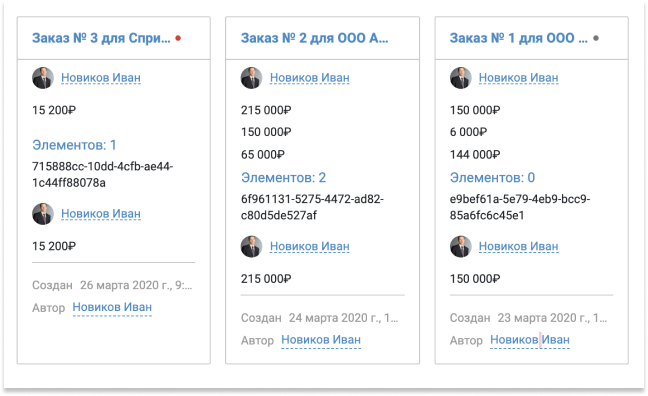 Заказ № 3 для Спри...
Новиков Иван
15 200₽
Элементов: 1
715888cc-10dd-4cfb-ae44-
1c44ff88078a
Новиков Иван
15 200₽
Создан 26 марта 2020 г., 9:...
Автор Новиков Иван
Заказ № 2 для ООО А...
Новиков Иван
215 000₽
150 000₽
65 000₽
Элементов: 2
6f961131-5275-4472-ad82-
c80d5de527af
Новиков Иван
215 000₽
Создан 24 марта 2020 г., 1...
Автор Новиков Иван
Заказ № 1 для ООО ...
Новиков Иван
150 000₽
6 000₽
144 000₽
Элементов: 0
e9bef61a-5e79-4eb9-bcc9-
85a6fc6c45e1
Новиков Иван
150 000₽
Создан 23 марта 2020 г., 1...
Автор Новиков Иван